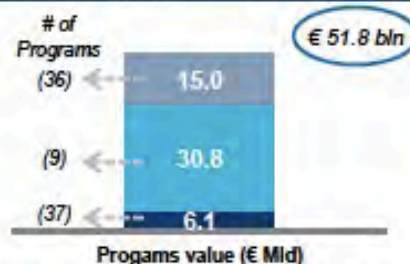 # of
Programs
€ 51.8 bln
(36)
15.0
(9)
30.8
(37)
6.1
Progams value (€ Mld)